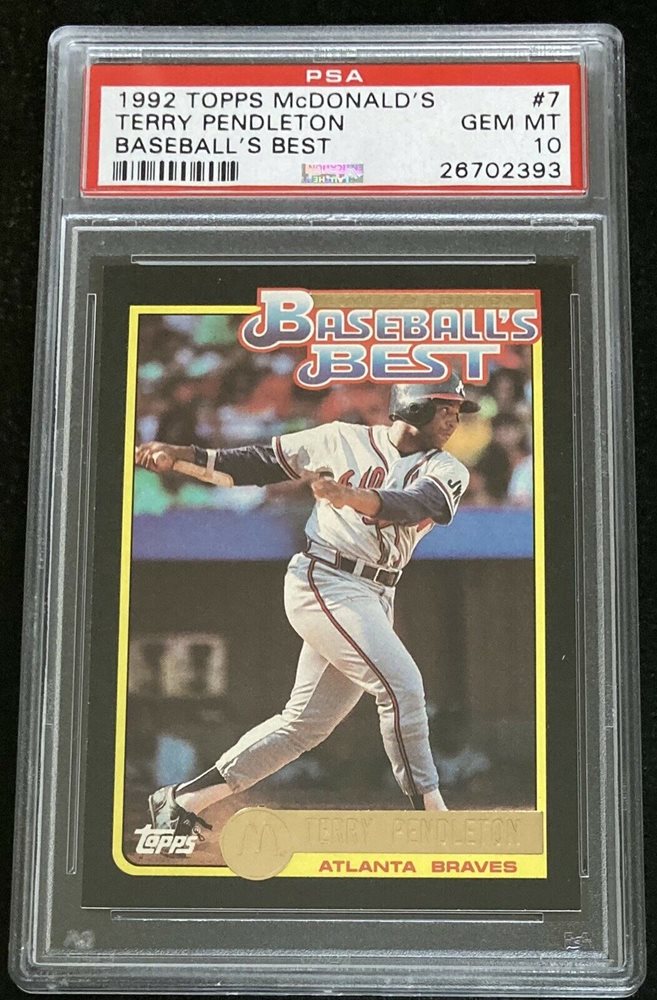 PSA
1992 TOPPS McDONALD'S #7
TERRY PENDLETON GEM MT
BASEBALL'S BEST 10
26702393
BASEBALL'S
BEST
TOPPS
TERRY PENDLETON
ATLANTA BRAVES